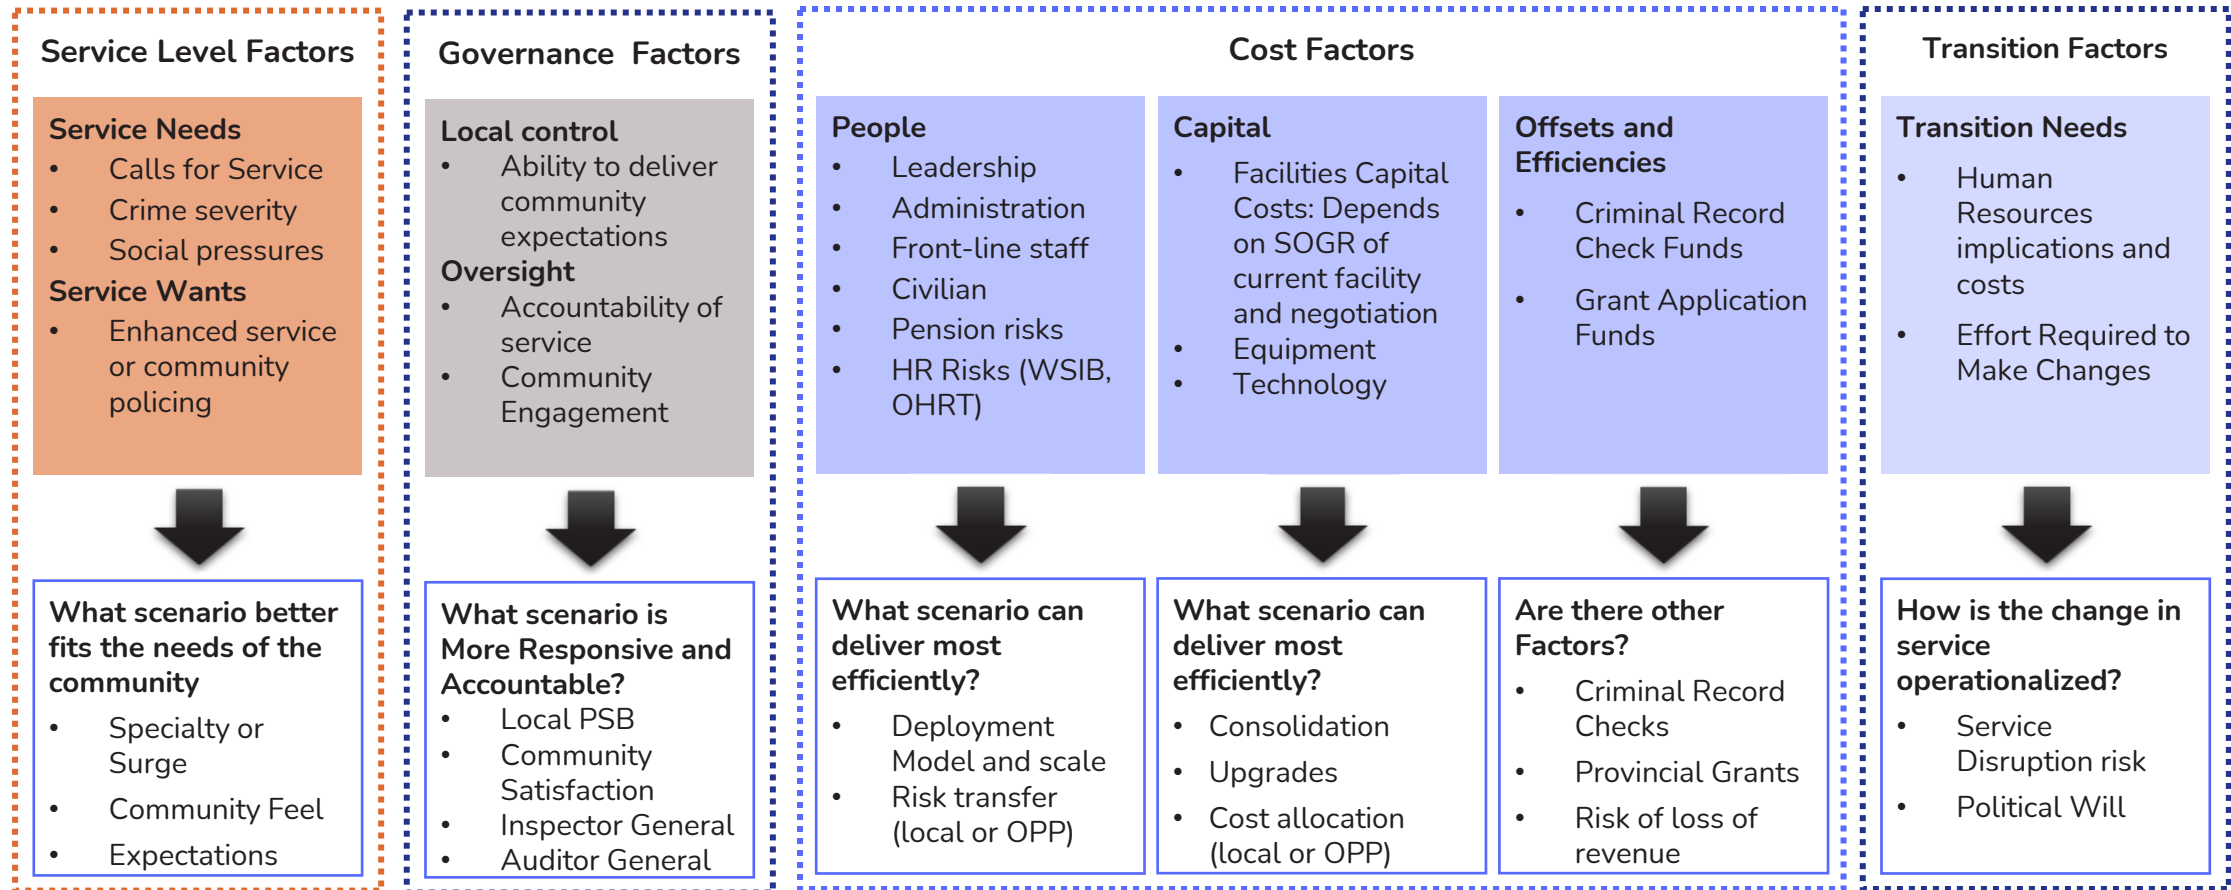 Service Level Factors
Service Needs
• Calls for Service
• Crime severity
• Social pressures
Service Wants
• Enhanced service
or community
policing
What scenario better
fits the needs of the
community
• Specialty or
Surge
• Community Feel
• Expectations
Governance Factors
Local control
• Ability to deliver
community
expectations
Oversight
• Accountability of
service
• Community
Engagement
What scenario is
More Responsive and
Accountable?
• Local PSB
• Community
Satisfaction
• Inspector General
• Auditor General
Cost Factors
People
• Leadership
• Administration
• Front-line staff
• Civilian
• Pension risks
• HR Risks (WSIB,
OHRT)
What scenario can
deliver most
efficiently?
• Deployment
Model and scale
• Risk transfer
(local or OPP)
Capital
• Facilities Capital
Costs: Depends
on SOGR of
current facility
and negotiation
• Equipment
• Technology
What scenario can
deliver most
efficiently?
• Consolidation
• Upgrades
• Cost allocation
(local or OPP)
Offsets and
Efficiencies
• Criminal Record
Check Funds
• Grant Application
Funds
Are there other
Factors?
• Criminal Record
Checks
• Provincial Grants
• Risk of loss of
revenue
Transition Factors
Transition Needs
• Human
Resources
implications and
costs
• Effort Required to
Make Changes
How is the change in
service
operationalized?
• Service
Disruption risk
• Political Will